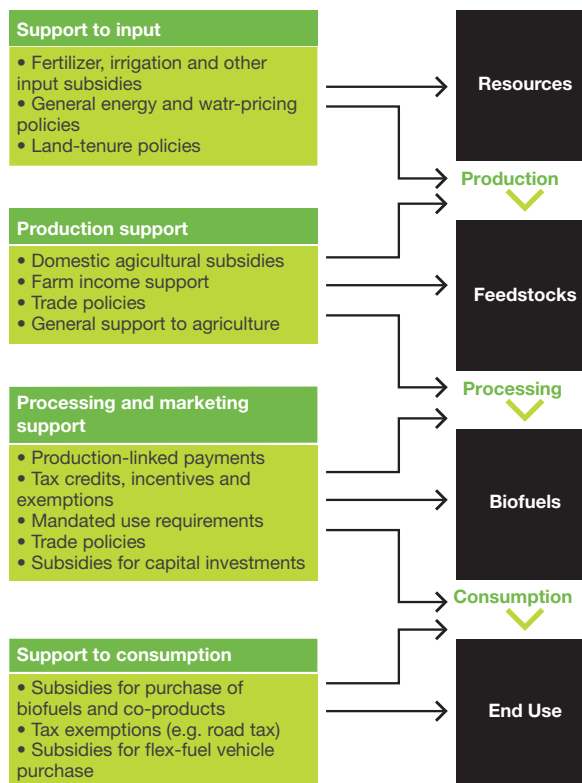 Support to input
• Fertilizer, irrigation and other
input subsidies
• General energy and watr-pricing
policies
• Land-tenure policies
Resources
Production
Production support
• Domestic agicultural subsidies
• Farm income support
• Trade policies
• General support to agriculture
Feedstocks
Processing
Processing and marketing
support
• Production-linked payments
• Tax credits, incentives and
exemptions
• Mandated use requirements
• Trade policies
• Subsidies for capital investments
Biofuels
Consumption
Support to consumption
• Subsidies for purchase of
biofuels and co-products
• Tax exemptions (e.g. road tax)
• Subsidies for flex-fuel vehicle
purchase
End Use